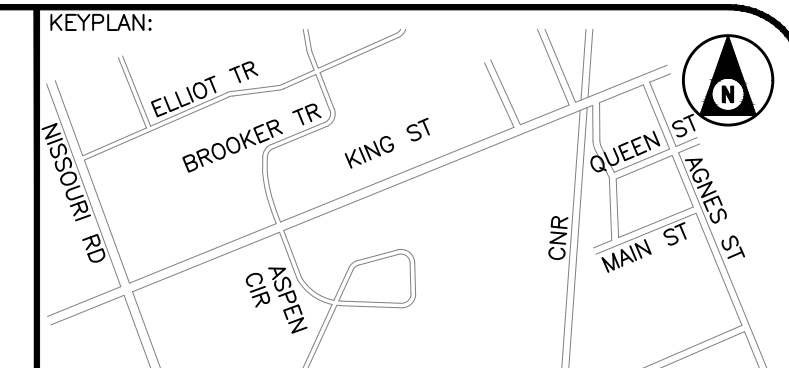 KEYPLAN:
ELLIOT TR
N
BROOKER TR
KING ST
QUEEN ST
NISSOURI RD
AGNES ST
CNR
MAIN ST
ASPEN
CIR